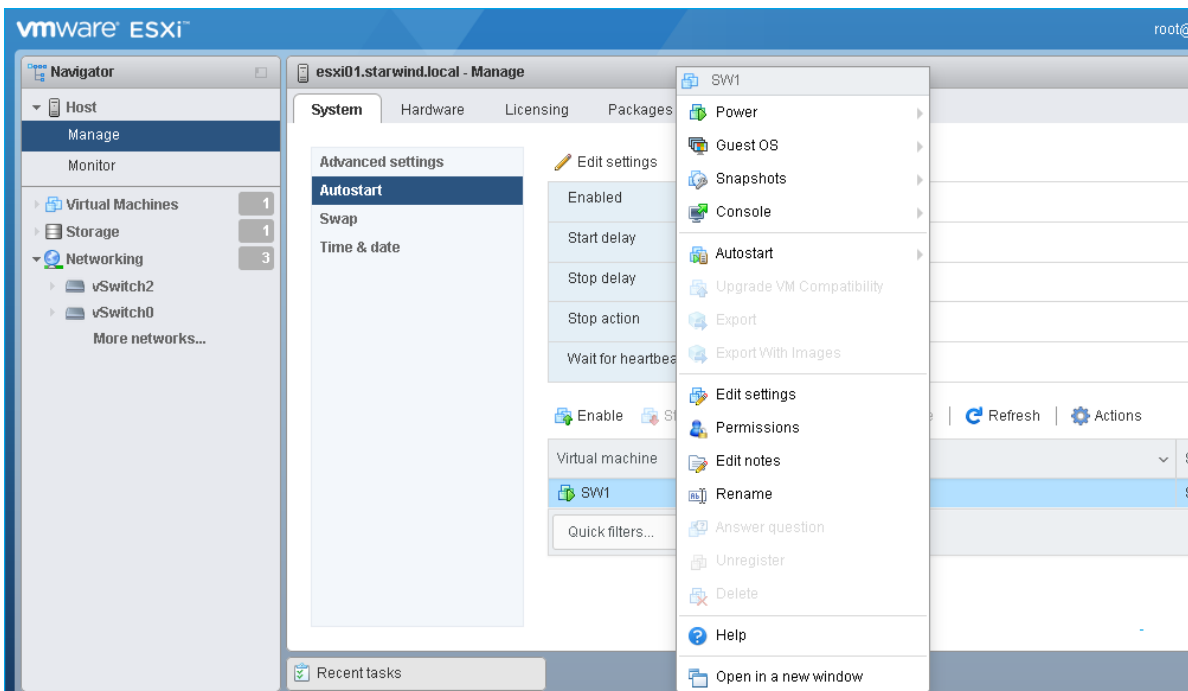 vmware ESXi™
root@
Navigator
Host
Manage
Monitor
Virtual Machines 1
Storage 1
Networking 3
vSwitch2
vSwitch0
More networks...
esxi01.starwind.local - Manage
System Hardware Licensing Packages
Advanced settings
Autostart
Swap
Time & date
Edit settings
Enabled
Start delay
Stop delay
Stop action
Wait for heartbea
Enable
Refresh Actions
Virtual machine
SW1
Quick filters...
SW1
Power
Guest OS
Snapshots
Console
Autostart
Upgrade VM Compatibility
Export
Export With Images
Edit settings
Permissions
Edit notes
Rename
Answer question
Unregister
Delete
Help
Open in a new window
Recent tasks